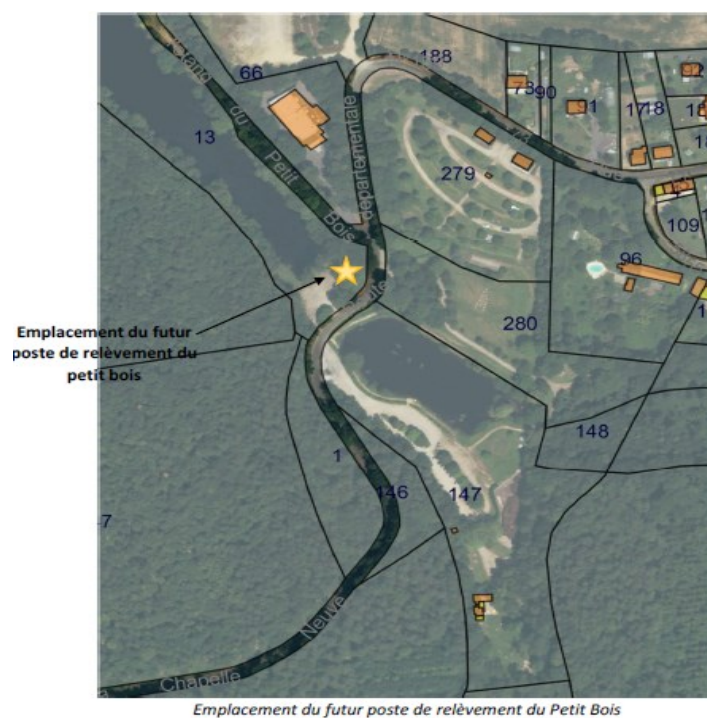 188
66
78
90
91
92
17
18
13
Etang du Petit Bois
départementale
279
109
96
Emplacement du futur
poste de relèvement du
petit bois
280
148
1
146
147
Neuve
Chapelle
Emplacement du futur poste de relèvement du Petit Bois